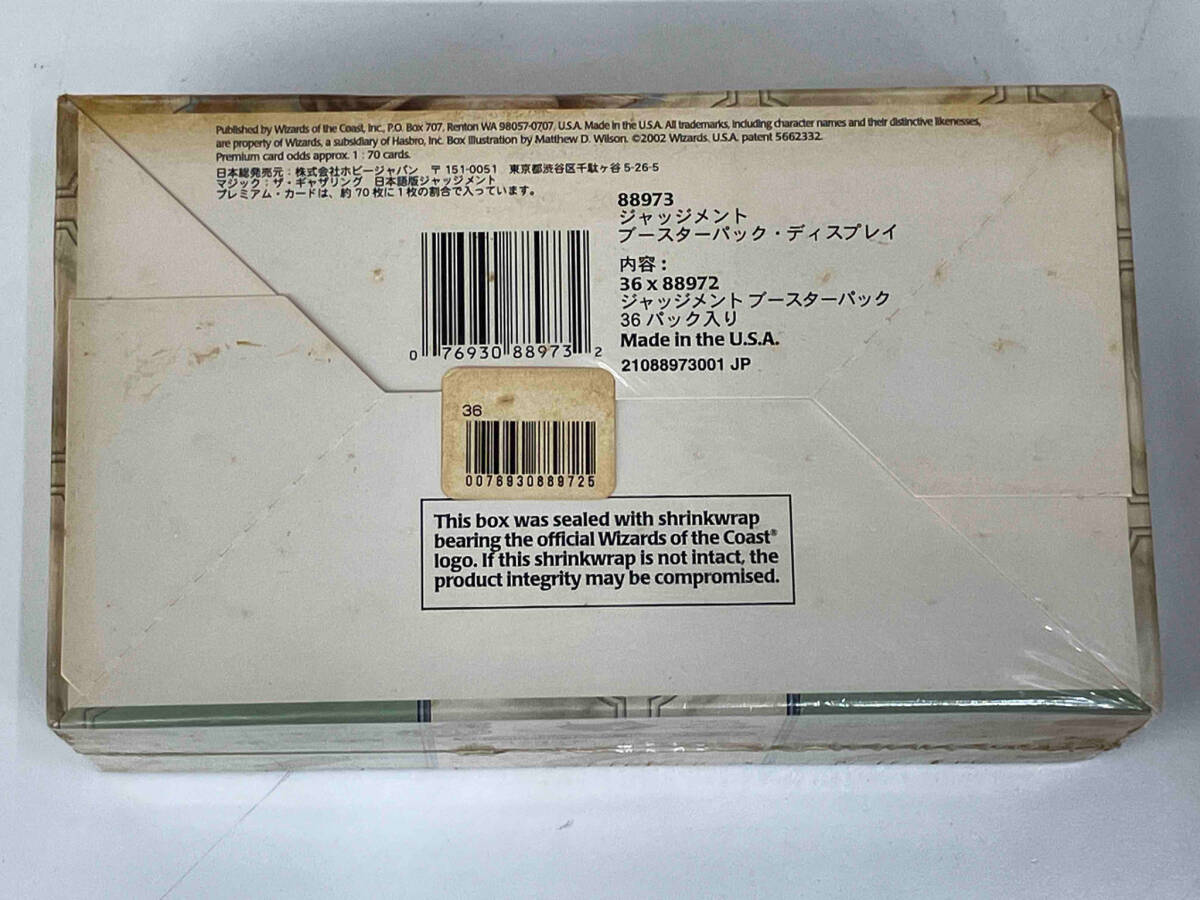 Published by Wizards of the Coast, Inc., P.O. Box 707, Renton WA 98057-0707, U.S.A. Made in the U.S.A. All trademarks, including character names and their distinctive likenesses,
are property of Wizards, a subsidiary of Hasbro, Inc. Box illustration by Matthew D. Wilson. ©2002 Wizards. U.S.A. patent 5662332.
Premium card odds approx. 1 : 70 cards.
日本総発売元：株式会社ホビージャパン 〒151-0051 東京都渋谷区千駄ヶ谷 5-26-5
マジック：ザ・ギャザリング 日本語版ジャッジメント
プレミアム・カードは、約 70 枚に 1 枚の割合で入っています。
88973
ジャッジメント
ブースターパック・ディスプレイ
内容：
36 x 88972
ジャッジメント ブースターパック
36 パック入り
Made in the U.S.A.
21088973001 JP
0 76930 88973 2
36
0076930889725
This box was sealed with shrinkwrap
bearing the official Wizards of the Coast®
logo. If this shrinkwrap is not intact, the
product integrity may be compromised.